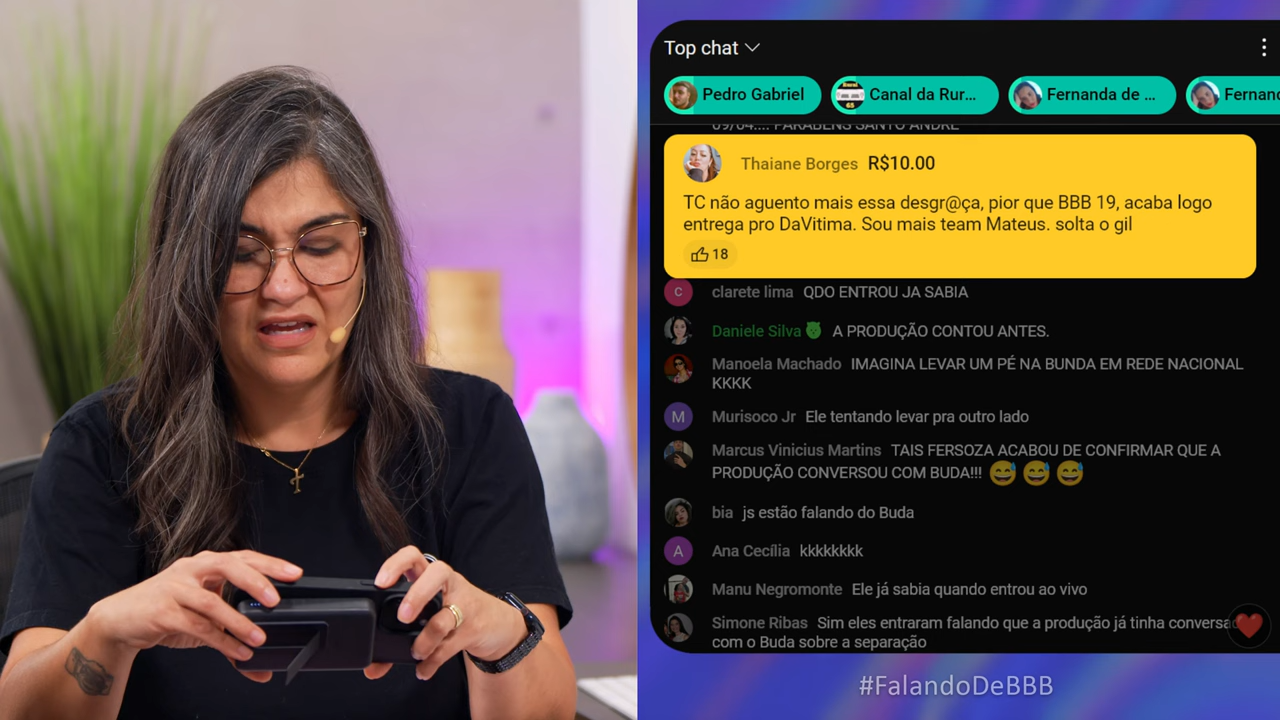 Top chat
Pedro Gabriel
Canal da Rur...
Fernanda de ...
Fernand
09/04.... PARABENS SANTO ANDRE
Thaiane Borges R$10.00
TC não aguento mais essa desgr@ça, pior que BBB 19, acaba logo
entrega pro DaVitima. Sou mais team Mateus. solta o gil
18
C clarete lima QDO ENTROU JA SABIA
Daniele Silva A PRODUÇÃO CONTOU ANTES.
Manoela Machado IMAGINA LEVAR UM PÉ NA BUNDA EM REDE NACIONAL
KKKK
M Murisoco Jr Ele tentando levar pra outro lado
Marcus Vinicius Martins TAIS FERSOZA ACABOU DE CONFIRMAR QUE A
PRODUÇÃO CONVERSOU COM BUDA!!!
bia js estão falando do Buda
A Ana Cecília kkkkkkkk
Manu Negromonte Ele já sabia quando entrou ao vivo
Simone Ribas Sim eles entraram falando que a produção já tinha conversa
com o Buda sobre a separação
#FalandoDeBBB